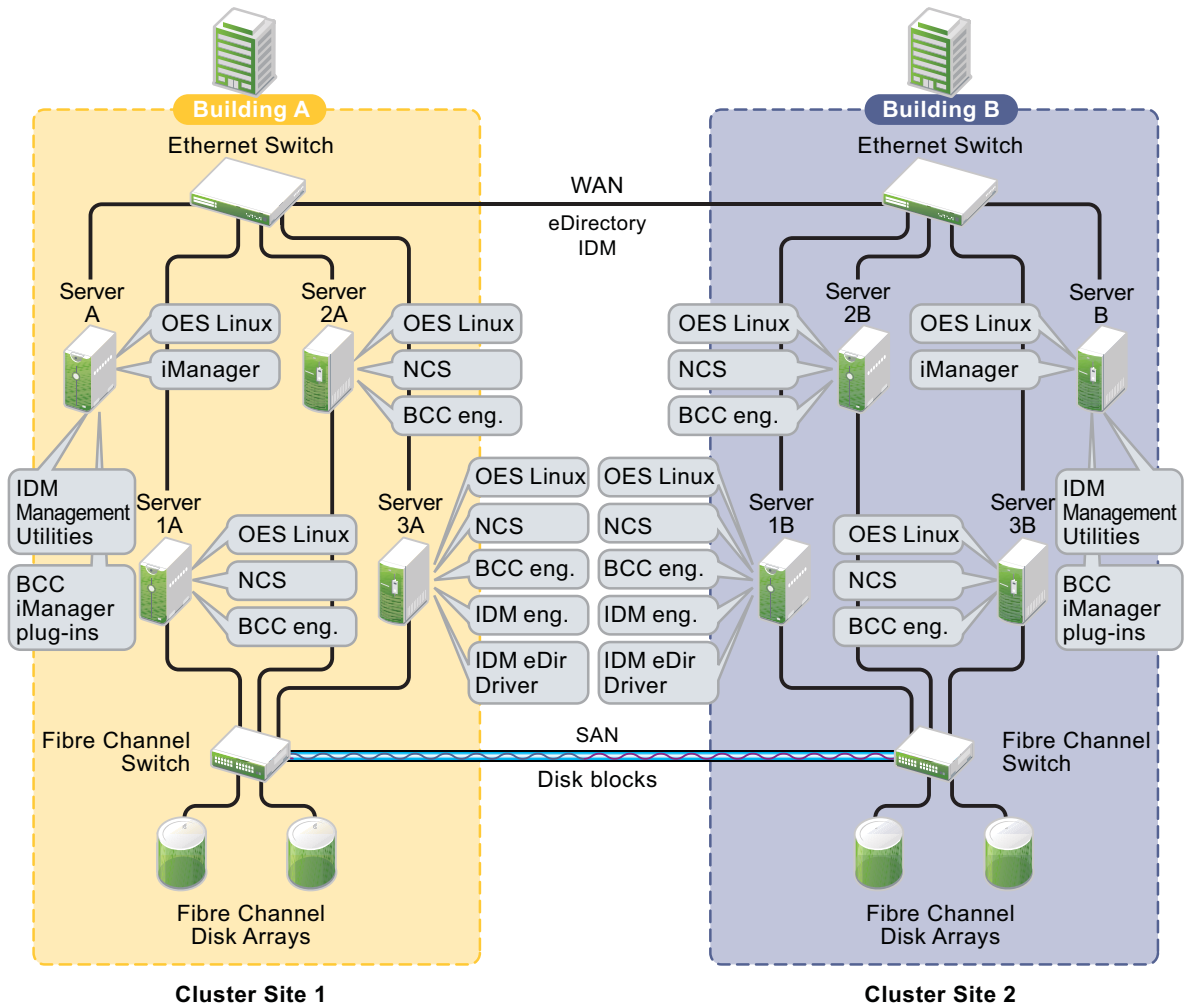 Building A
Building B
Ethernet Switch
Ethernet Switch
WAN
eDirectory
IDM
Server
A
OES Linux
iManager
Server
2A
OES Linux
NCS
BCC eng.
OES Linux
NCS
BCC eng.
Server
2B
OES Linux
iManager
Server
B
IDM
Management
Utilities
BCC
iManager
plug-ins
Server
1A
OES Linux
NCS
BCC eng.
Server
3A
OES Linux
NCS
BCC eng.
IDM eng.
IDM eDir
Driver
OES Linux
NCS
BCC eng.
IDM eng.
IDM eDir
Driver
Server
1B
OES Linux
NCS
BCC eng.
Server
3B
IDM
Management
Utilities
BCC
iManager
plug-ins
Fibre Channel
Switch
SAN
Disk blocks
Fibre Channel
Switch
Fibre Channel
Disk Arrays
Fibre Channel
Disk Arrays
Cluster Site 1
Cluster Site 2